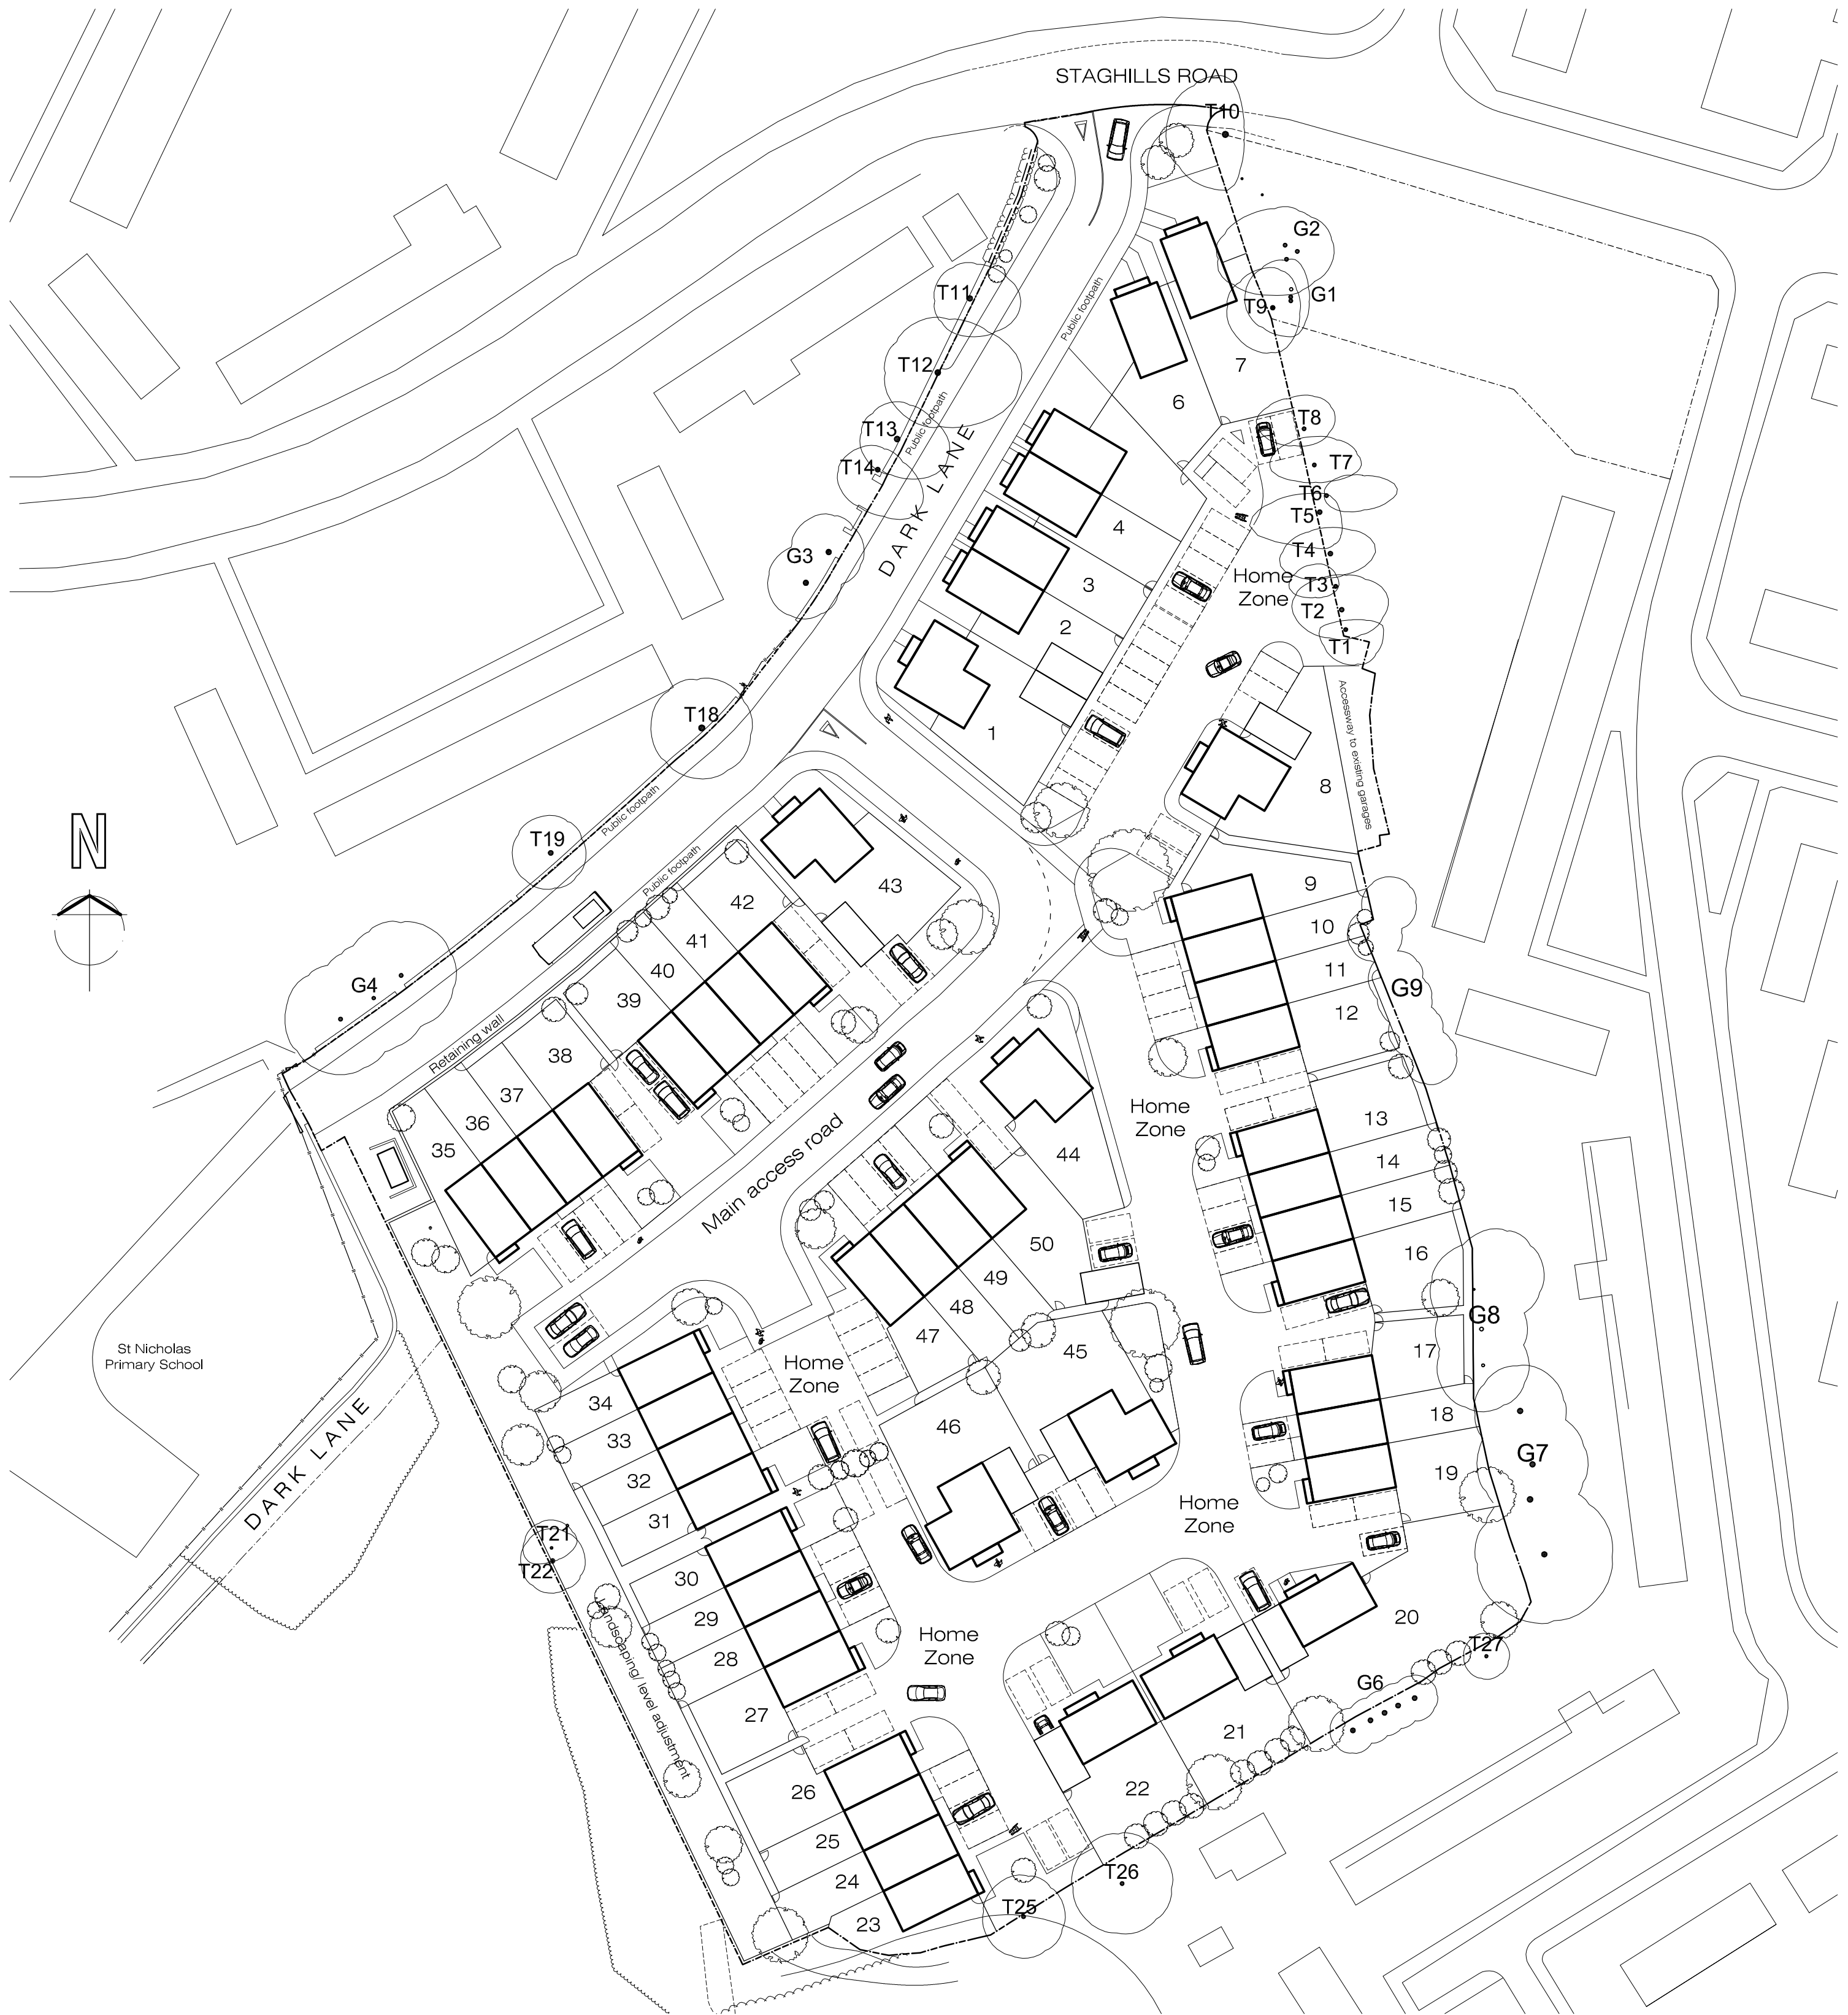 STAGHILLS ROAD
T10
G2
T11
G1
T9
Public footpath
T12
7
6
T8
T13
Public footpath
T7
T14
DARK LANE
T6
T5
4
T4
G3
Home
Zone
3
T3
T2
2
T1
Accessway to existing garages
T18
1
8
Public footpath
N
T19
Public footpath
43
9
42
10
41
11
40
G4
G9
39
12
Retaining wall
38
37
Home
Zone
36
13
35
44
14
Main access road
15
50
16
49
48
G8
47
45
17
St Nicholas
Primary School
Home
Zone
34
18
46
33
G7
DARK LANE
32
19
31
Home
Zone
T21
T22
30
29
20
28
Home
Zone
T27
Landscaping/ level adjustment
G6
27
21
26
22
25
24
T26
23
T25